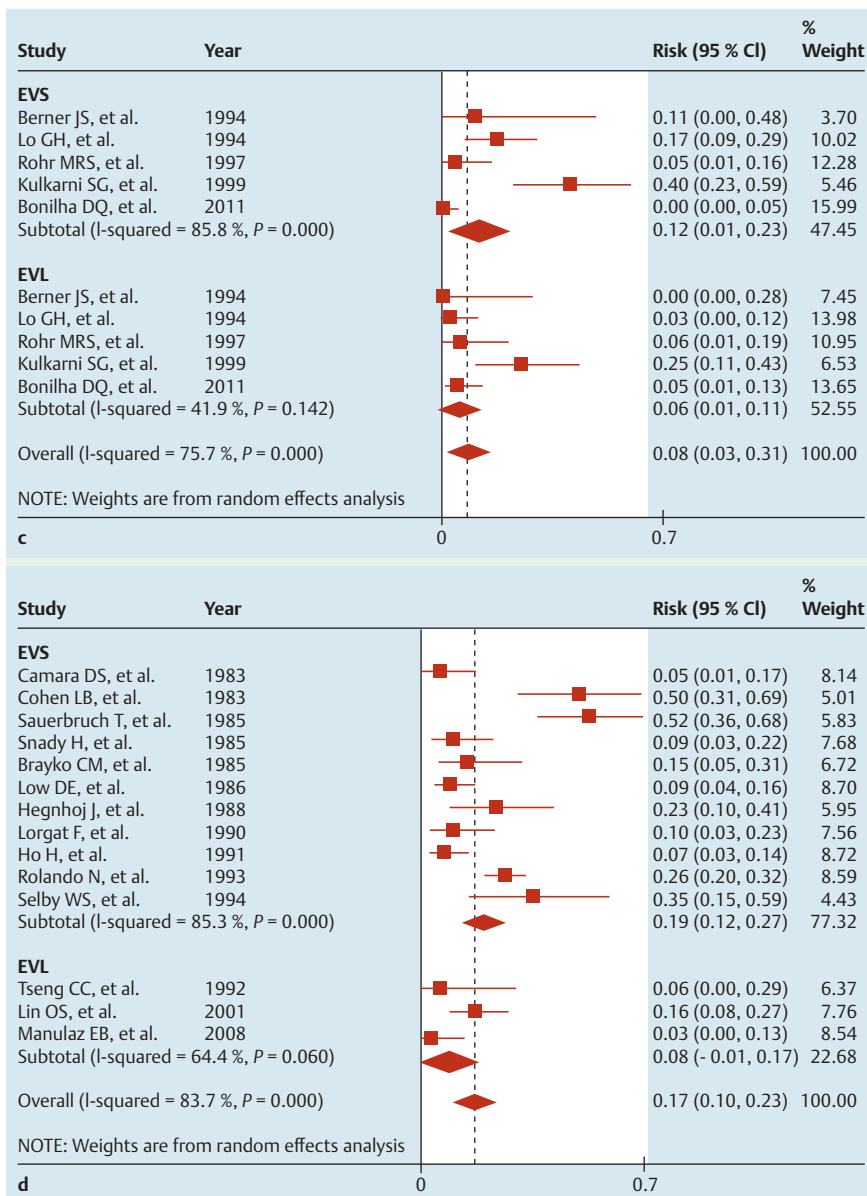 %
Study Year Risk (95 % Cl) Weight
EVS
Berner JS, et al. 1994 0.11 (0.00, 0.48) 3.70
Lo GH, et al. 1994 0.17 (0.09, 0.29) 10.02
Rohr MRS, et al. 1997 0.05 (0.01, 0.16) 12.28
Kulkarni SG, et al. 1999 0.40 (0.23, 0.59) 5.46
Bonilha DQ, et al. 2011 0.00 (0.00, 0.05) 15.99
Subtotal (l-squared = 85.8 %, P = 0.000) 0.12 (0.01, 0.23) 47.45
EVL
Berner JS, et al. 1994 0.00 (0.00, 0.28) 7.45
Lo GH, et al. 1994 0.03 (0.00, 0.12) 13.98
Rohr MRS, et al. 1997 0.06 (0.01, 0.19) 10.95
Kulkarni SG, et al. 1999 0.25 (0.11, 0.43) 6.53
Bonilha DQ, et al. 2011 0.05 (0.01, 0.13) 13.65
Subtotal (l-squared = 41.9 %, P = 0.142) 0.06 (0.01, 0.11) 52.55
Overall (l-squared = 75.7 %, P = 0.000) 0.08 (0.03, 0.31) 100.00
NOTE: Weights are from random effects analysis
c 0 0.7
%
Study Year Risk (95 % Cl) Weight
EVS
Camara DS, et al. 1983 0.05 (0.01, 0.17) 8.14
Cohen LB, et al. 1983 0.50 (0.31, 0.69) 5.01
Sauerbruch T, et al. 1985 0.52 (0.36, 0.68) 5.83
Snady H, et al. 1985 0.09 (0.03, 0.22) 7.68
Brayko CM, et al. 1985 0.15 (0.05, 0.31) 6.72
Low DE, et al. 1986 0.09 (0.04, 0.16) 8.70
Hegnhoj J, et al. 1988 0.23 (0.10, 0.41) 5.95
Lorgat F, et al. 1990 0.10 (0.03, 0.23) 7.56
Ho H, et al. 1991 0.07 (0.03, 0.14) 8.72
Rolando N, et al. 1993 0.26 (0.20, 0.32) 8.59
Selby WS, et al. 1994 0.35 (0.15, 0.59) 4.43
Subtotal (l-squared = 85.3 %, P = 0.000) 0.19 (0.12, 0.27) 77.32
EVL
Tseng CC, et al. 1992 0.06 (0.00, 0.29) 6.37
Lin OS, et al. 2001 0.16 (0.08, 0.27) 7.76
Manulaz EB, et al. 2008 0.03 (0.00, 0.13) 8.54
Subtotal (l-squared = 64.4 %, P = 0.060) 0.08 (- 0.01, 0.17) 22.68
Overall (l-squared = 83.7 %, P = 0.000) 0.17 (0.10, 0.23) 100.00
NOTE: Weights are from random effects analysis
d 0 0.7